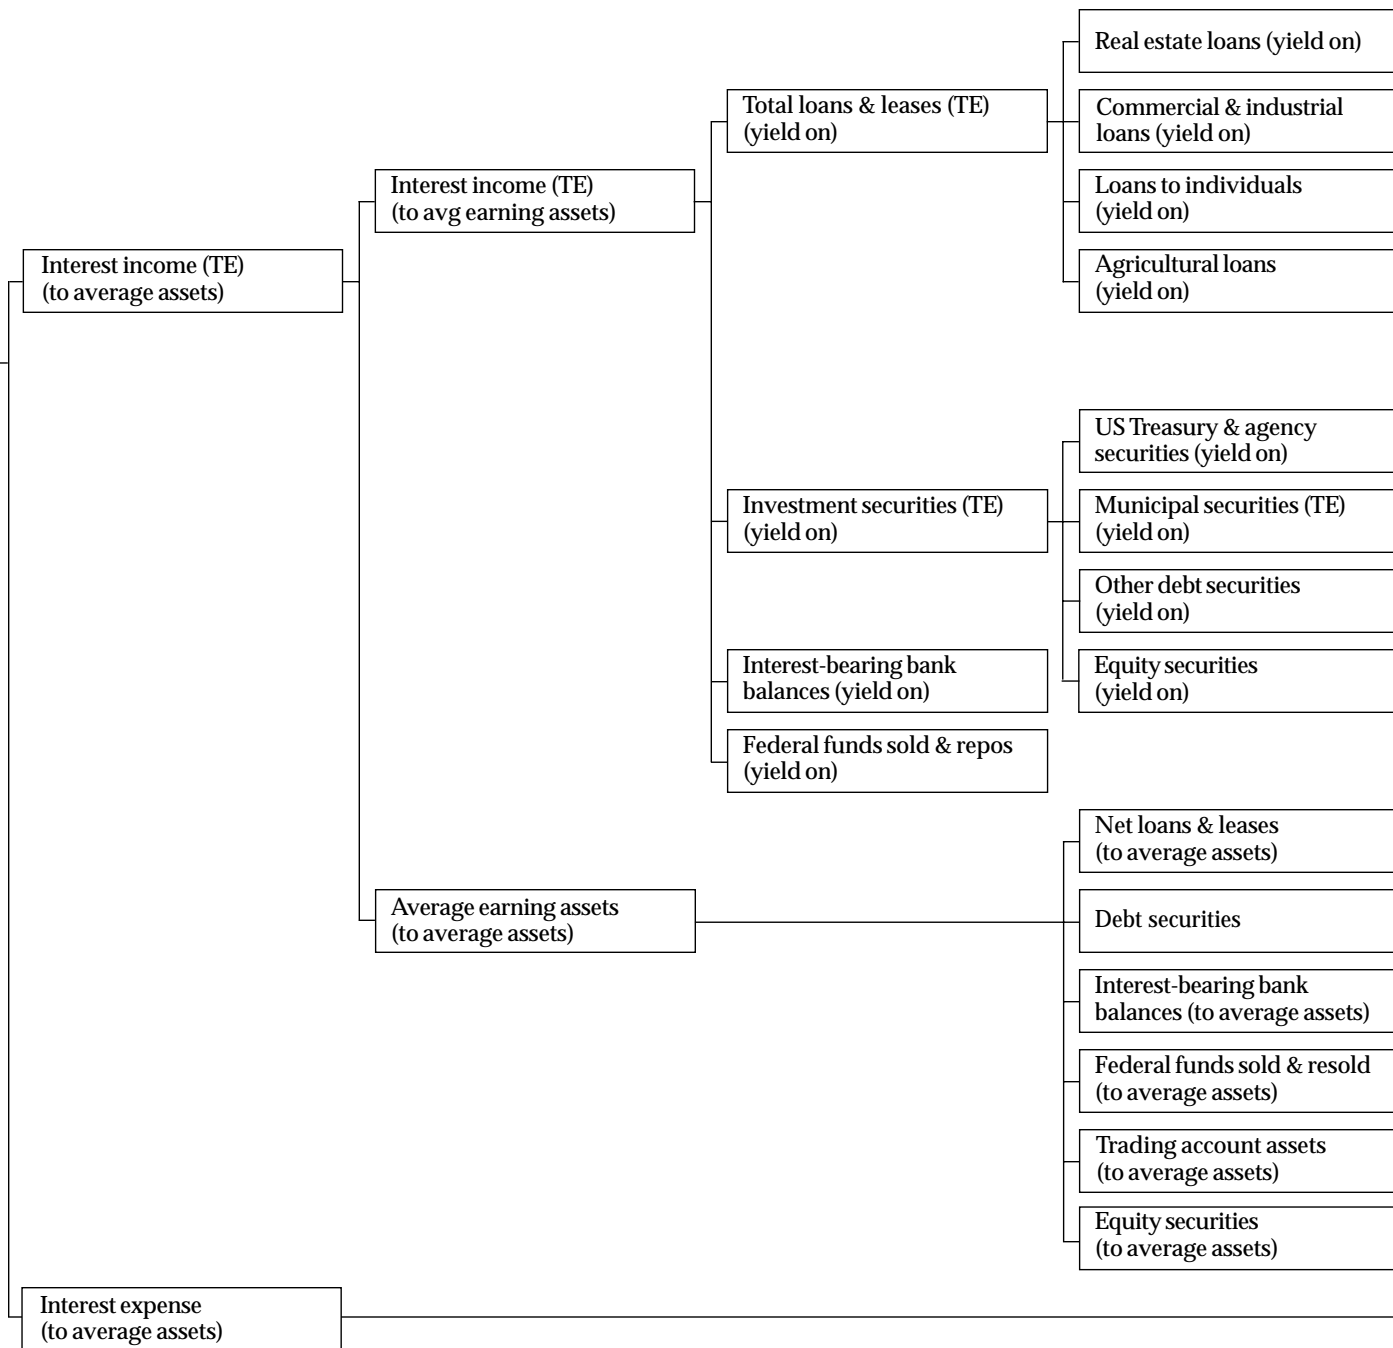 Real estate loans (yield on)
Total loans & leases (TE)
(yield on)
Commercial & industrial
loans (yield on)
Interest income (TE)
(to avg earning assets)
Loans to individuals
(yield on)
Interest income (TE)
(to average assets)
Agricultural loans
(yield on)
US Treasury & agency
securities (yield on)
Investment securities (TE)
(yield on)
Municipal securities (TE)
(yield on)
Other debt securities
(yield on)
Interest-bearing bank
balances (yield on)
Equity securities
(yield on)
Federal funds sold & repos
(yield on)
Net loans & leases
(to average assets)
Average earning assets
(to average assets)
Debt securities
Interest-bearing bank
balances (to average assets)
Federal funds sold & resold
(to average assets)
Trading account assets
(to average assets)
Equity securities
(to average assets)
Interest expense
(to average assets)